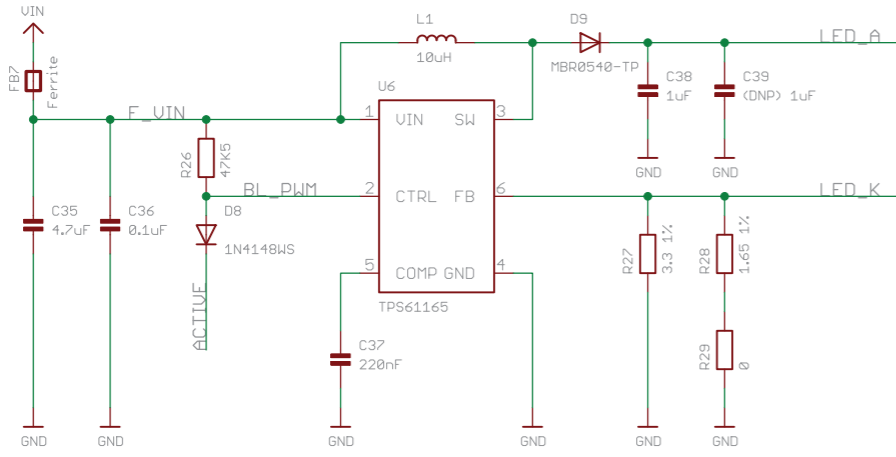 VIN
FB7
Ferrite
L1
10uH
D9
MBR0540-TP
LED_A
C38
1uF
C39
(DNP) 1uF
GND
GND
U6
F_VIN
1
VIN
SW
3
R26
47K5
BL_PWM
2
CTRL
FB
6
LED_K
C35
4.7uF
C36
0.1uF
D8
1N4148WS
ACTIVE
5
COMP
GND
4
TPS61165
R27
3.3 1%
R28
1.65 1%
C37
220nF
R29
0
GND
GND
GND
GND
GND
GND